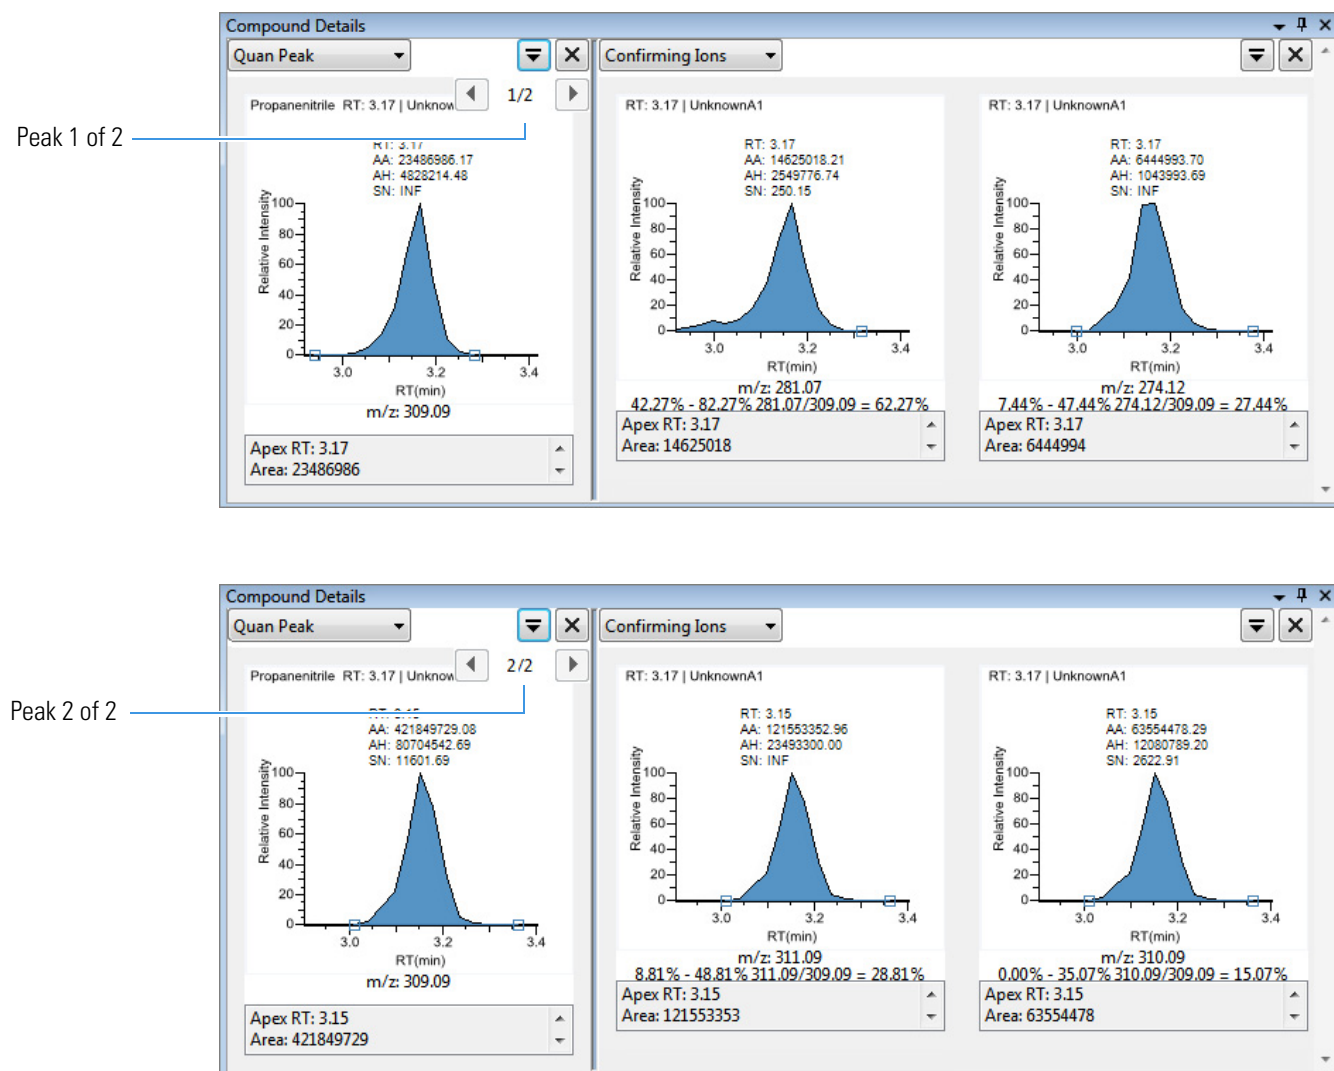 Compound Details
Quan Peak
Confirming Ions
Propanenitrile RT: 3.17 | Unknow
1/2
RT: 3.17 | UnknownA1
RT: 3.17 | UnknownA1
Peak 1 of 2
RT: 3.17
AA: 23486986.17
AH: 4828214.48
SN: INF
Relative Intensity
100
80
60
40
20
0
3.0
3.2
3.4
RT(min)
m/z: 309.09
Apex RT: 3.17
Area: 23486986
RT: 3.17
AA: 14625018.21
AH: 2549776.74
SN: 250.15
Relative Intensity
100
80
60
40
20
0
3.0
3.2
3.4
RT(min)
m/z: 281.07
42.27% - 82.27% 281.07/309.09 = 62.27%
Apex RT: 3.17
Area: 14625018
RT: 3.17
AA: 6444993.70
AH: 1043993.69
SN: INF
Relative Intensity
100
80
60
40
20
0
3.0
3.2
3.4
RT(min)
m/z: 274.12
7.44% - 47.44% 274.12/309.09 = 27.44%
Apex RT: 3.17
Area: 6444994
Compound Details
Quan Peak
Confirming Ions
Propanenitrile RT: 3.17 | Unknow
2/2
RT: 3.17 | UnknownA1
RT: 3.17 | UnknownA1
Peak 2 of 2
RT: 3.15
AA: 421849729.08
AH: 80704542.69
SN: 11601.69
Relative Intensity
100
80
60
40
20
0
3.0
3.2
3.4
RT(min)
m/z: 309.09
Apex RT: 3.15
Area: 421849729
RT: 3.15
AA: 121553352.96
AH: 23493300.00
SN: INF
Relative Intensity
100
80
60
40
20
0
3.0
3.2
3.4
RT(min)
m/z: 311.09
8.81% - 48.81% 311.09/309.09 = 28.81%
Apex RT: 3.15
Area: 121553353
RT: 3.15
AA: 63554478.29
AH: 12080789.20
SN: 2622.91
Relative Intensity
100
80
60
40
20
0
3.0
3.2
3.4
RT(min)
m/z: 310.09
0.00% - 35.07% 310.09/309.09 = 15.07%
Apex RT: 3.15
Area: 63554478